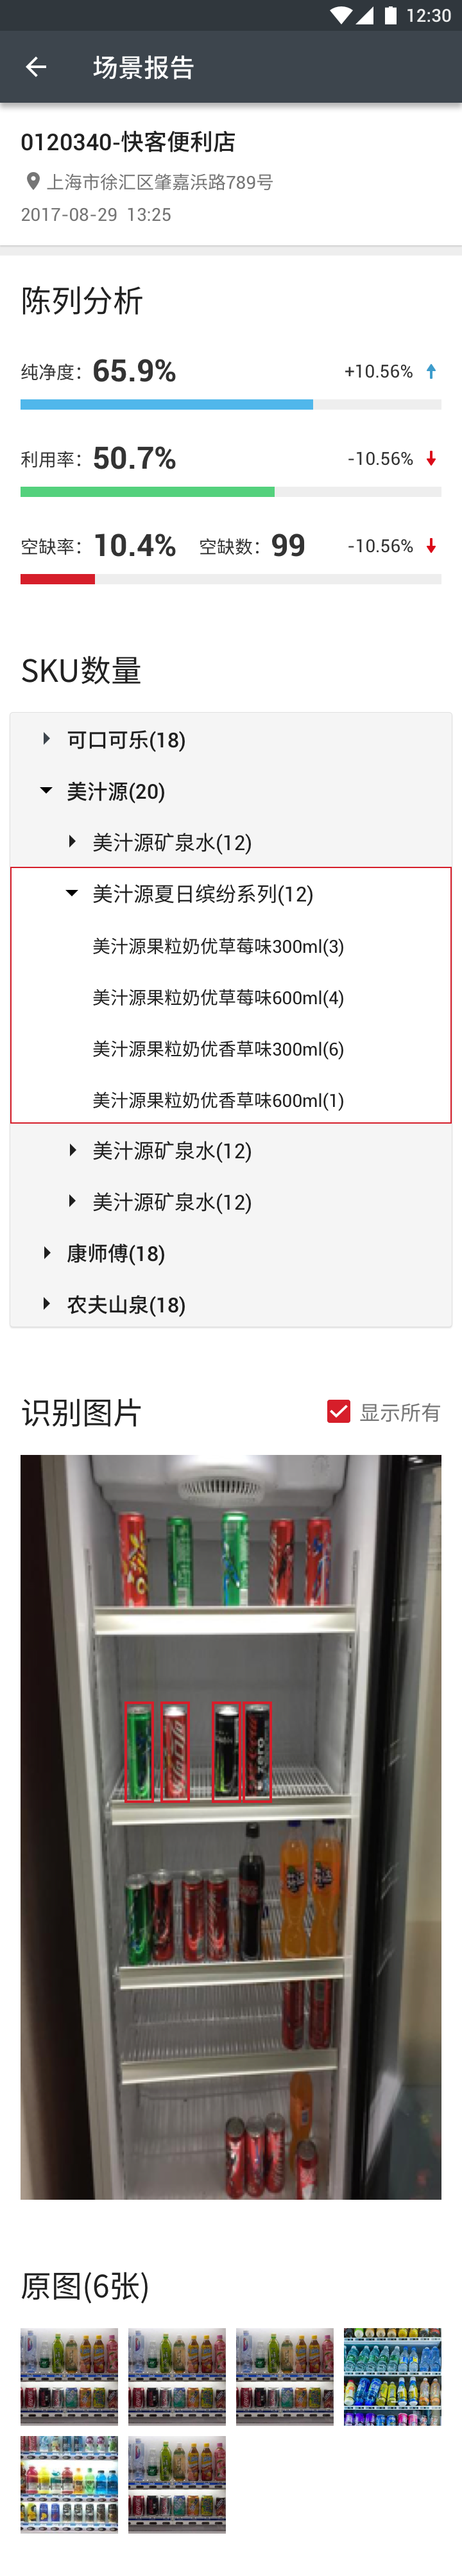 12:30
场景报告
0120340-快客便利店
上海市徐汇区肇嘉浜路789号
2017-08-29 13:25
陈列分析
纯净度: 65.9% +10.56%
利用率: 50.7% -10.56%
空缺率: 10.4% 空缺数: 99 -10.56%
SKU数量
可口可乐(18)
美汁源(20)
美汁源矿泉水(12)
美汁源夏日缤纷系列(12)
美汁源果粒奶优草莓味300ml(3)
美汁源果粒奶优草莓味600ml(4)
美汁源果粒奶优香草味300ml(6)
美汁源果粒奶优香草味600ml(1)
美汁源矿泉水(12)
美汁源矿泉水(12)
康师傅(18)
农夫山泉(18)
识别图片 显示所有
zero
原图(6张)